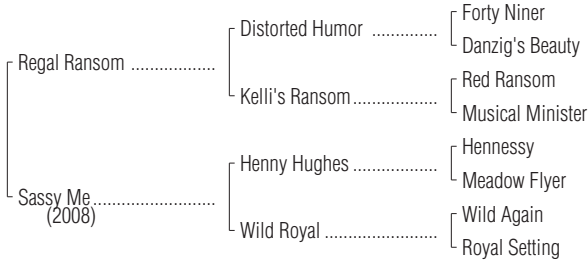 Forty Niner
Distorted Humor ..............
Danzig's Beauty
Regal Ransom ..................
Red Ransom
Kelli's Ransom..................
Musical Minister
Hennessy
Henny Hughes ..................
Meadow Flyer
Sassy Me..........................
(2008)
Wild Again
Wild Royal ........................
Royal Setting